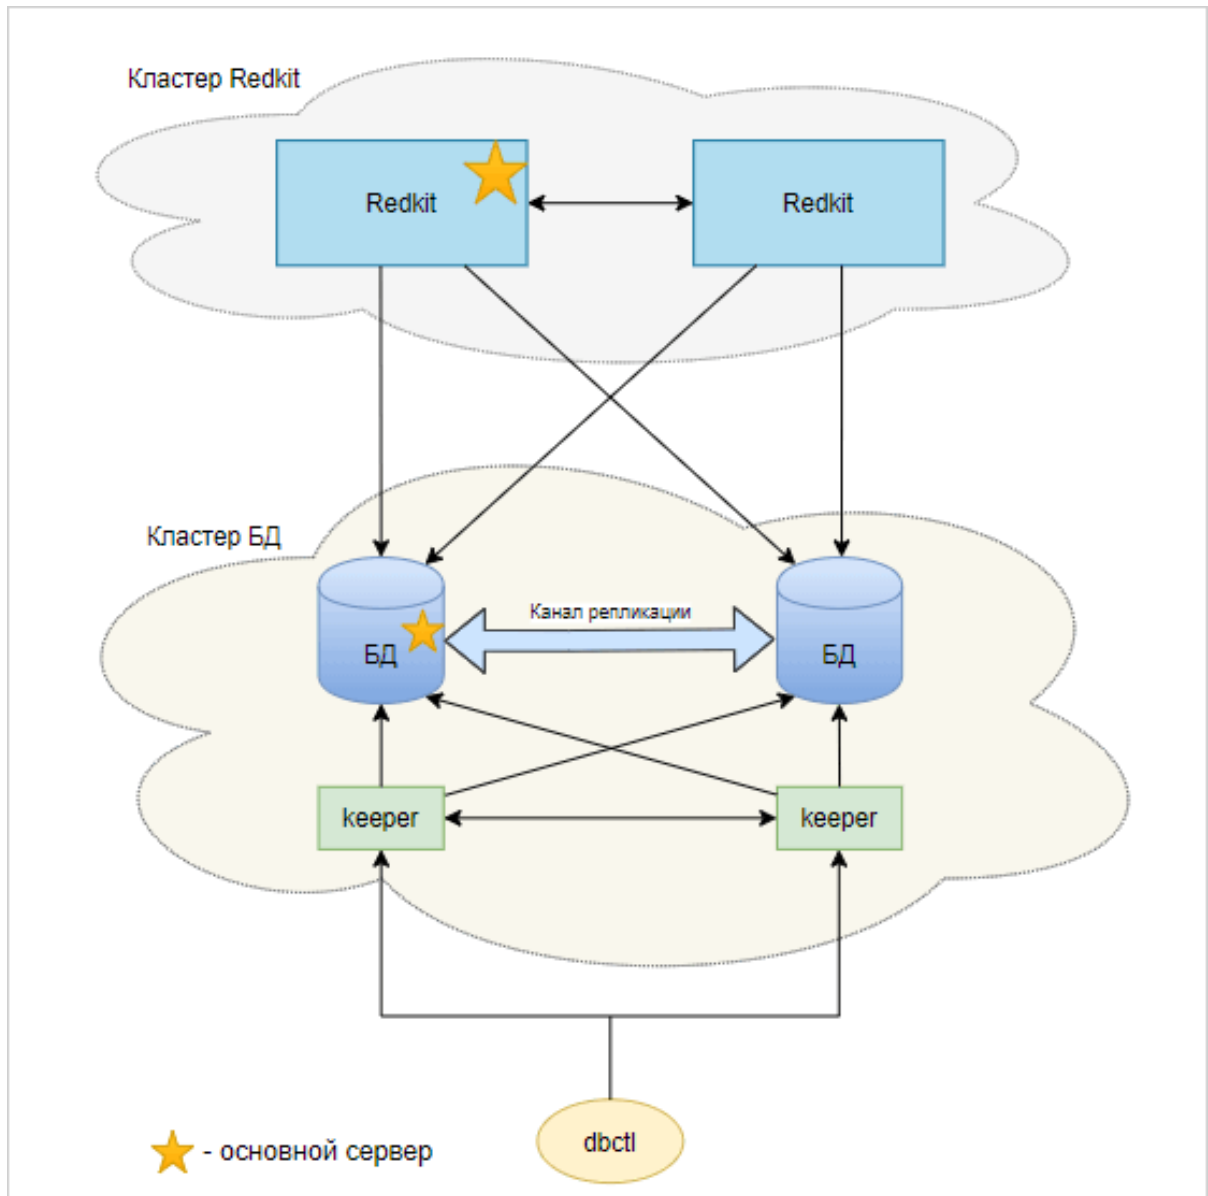 Кластер Redkit
Redkit
Redkit
Кластер БД
Канал репликации
БД
БД
keeper
keeper
dbctl
- основной сервер